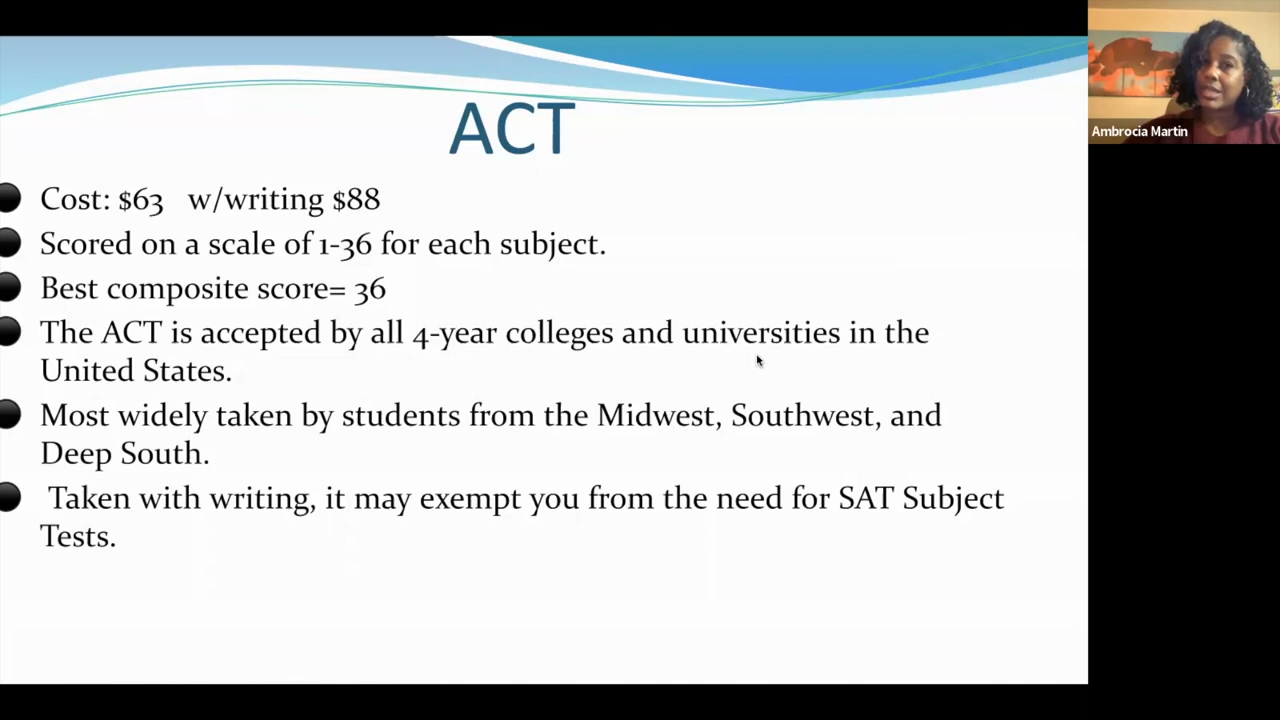 ACT
Cost: $63 w/writing $88
Scored on a scale of 1-36 for each subject.
Best composite score= 36
The ACT is accepted by all 4-year colleges and universities in the
United States.
Most widely taken by students from the Midwest, Southwest, and
Deep South.
Taken with writing, it may exempt you from the need for SAT Subject
Tests.
Ambrocia Martin